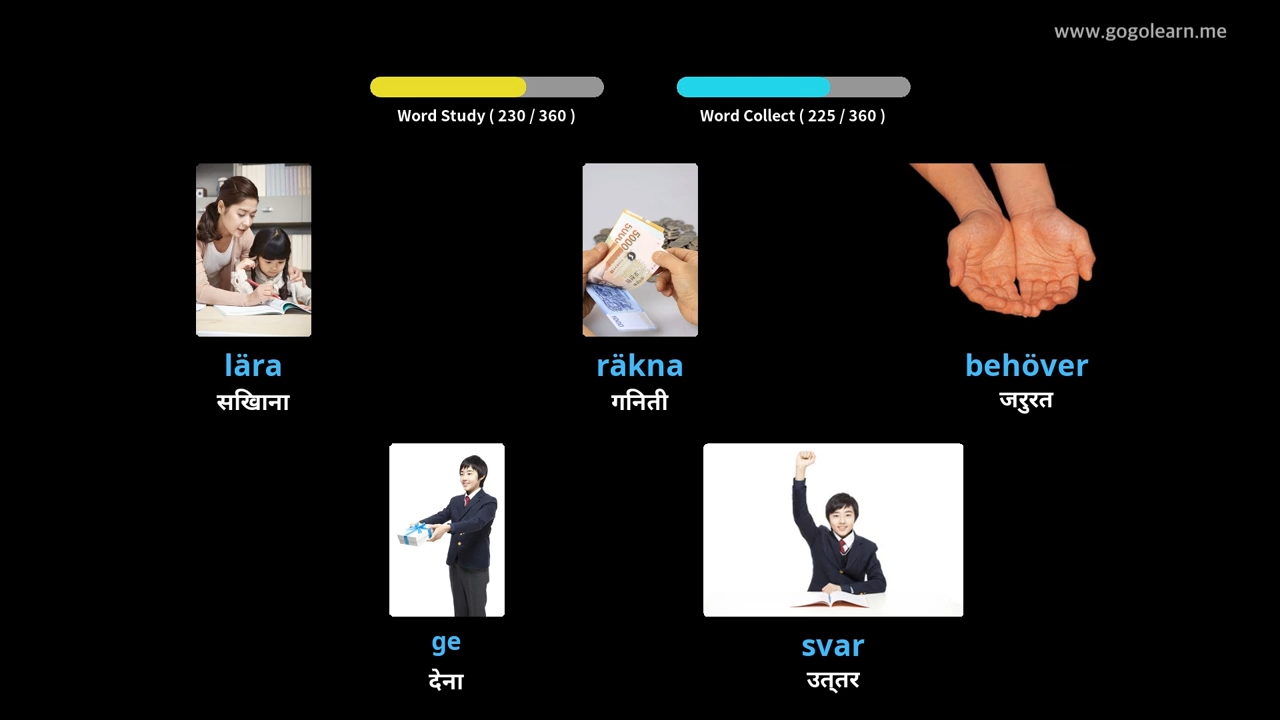 www.gogolearn.me
Word Study ( 230 / 360 )
Word Collect ( 225 / 360 )
lära
räkna
behöver
सखिाना
गनिती
जरुरत
ge
svar
देना
उत्तर